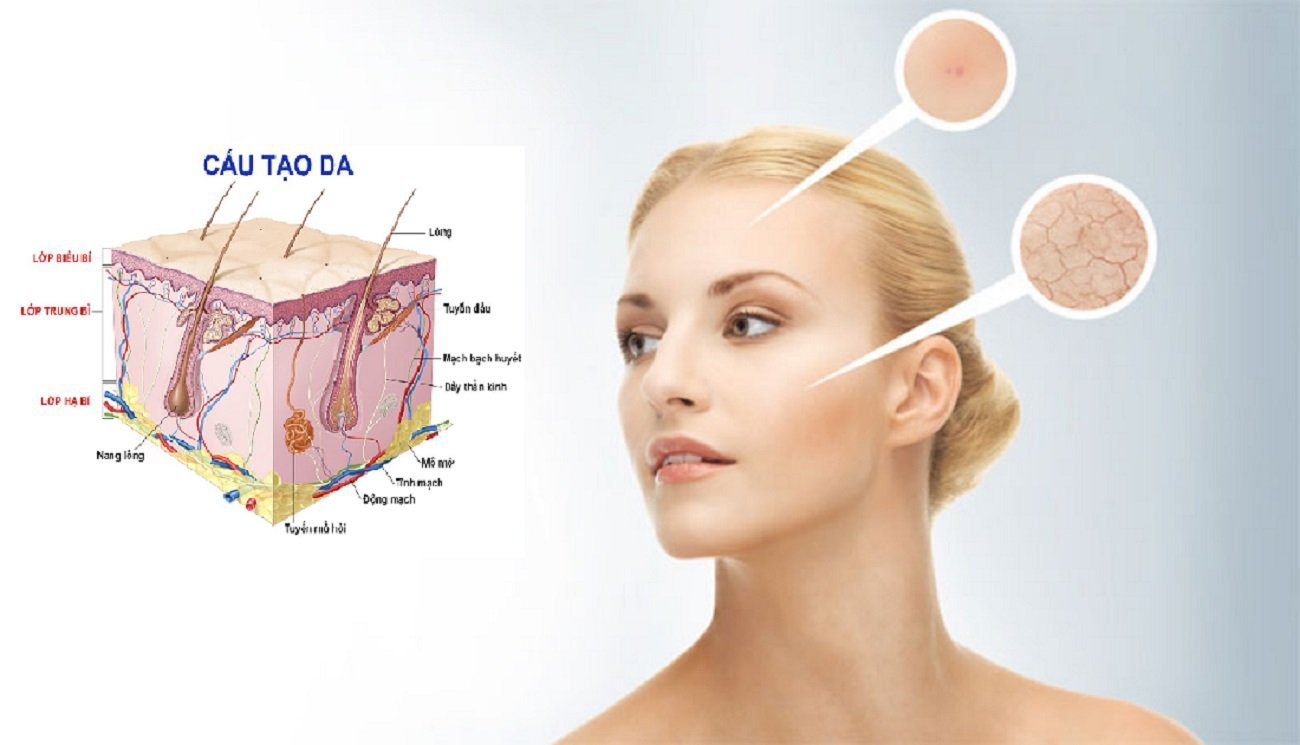 CẤU TẠO DA
Lông
LỚP BIỂU BÌ
LỚP TRUNG BÌ
Tuyến dầu
Mạch bạch huyết
Dây thần kinh
LỚP HẠ BÌ
Nang lông
Mô mỡ
Tĩnh mạch
Động mạch
Tuyến mồ hôi